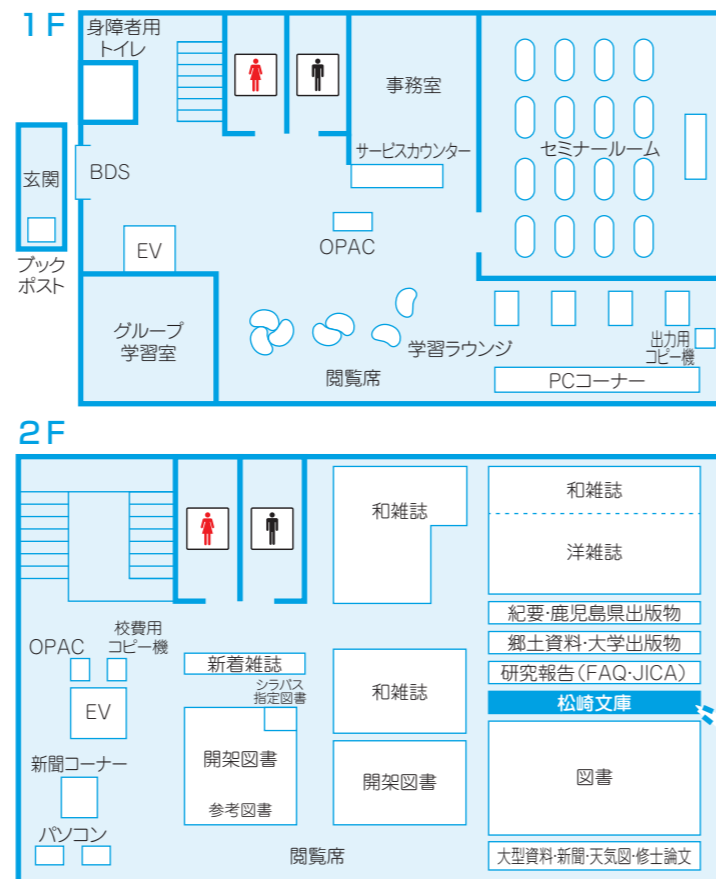 1F
身障者用
トイレ
事務室
サービスカウンター
セミナールーム
玄関
BDS
ブック
ポスト
EV
OPAC
グループ
学習室
学習ラウンジ
閲覧席
出力用
コピー機
PCコーナー
2F
和雑誌
和雑誌
洋雑誌
紀要・鹿児島県出版物
郷土資料・大学出版物
研究報告(FAQ・JICA)
松崎文庫
OPAC
校費用
コピー機
EV
新着雑誌
シラバス
指定図書
和雑誌
開架図書
参考図書
開架図書
図書
新聞コーナー
パソコン
閲覧席
大型資料・新聞・天気図・修士論文